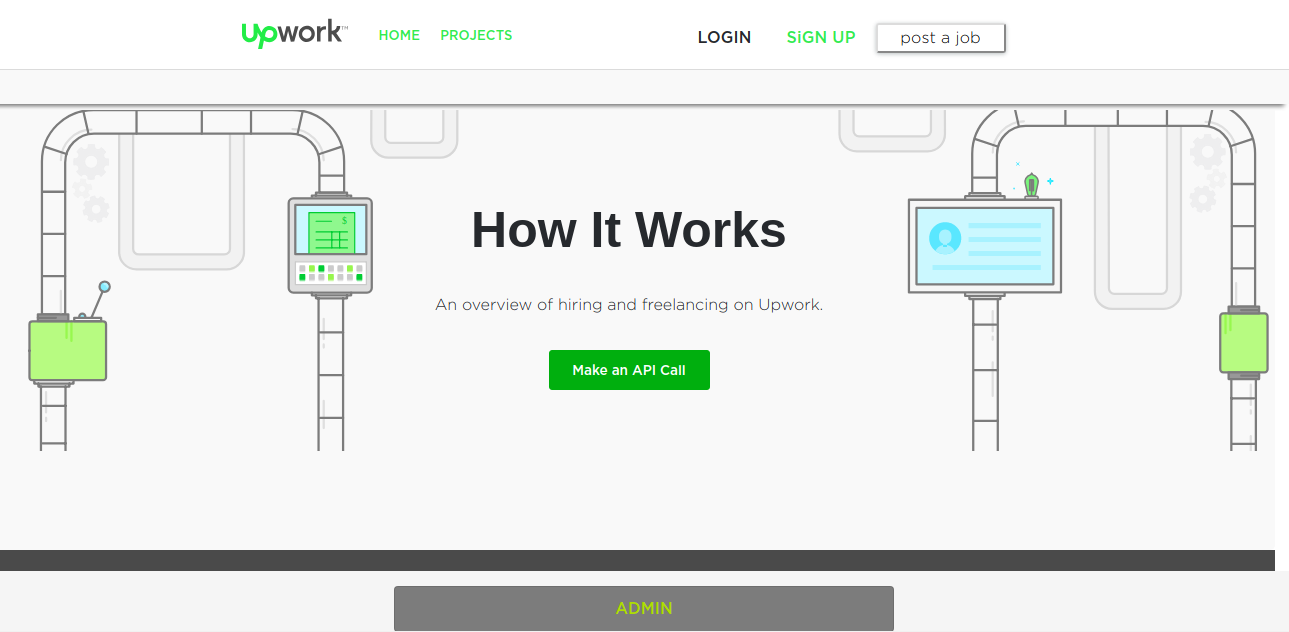 upwork™
HOME PROJECTS LOGIN SiGN UP post a job
$
How It Works
An overview of hiring and freelancing on Upwork.
Make an API Call
ADMIN